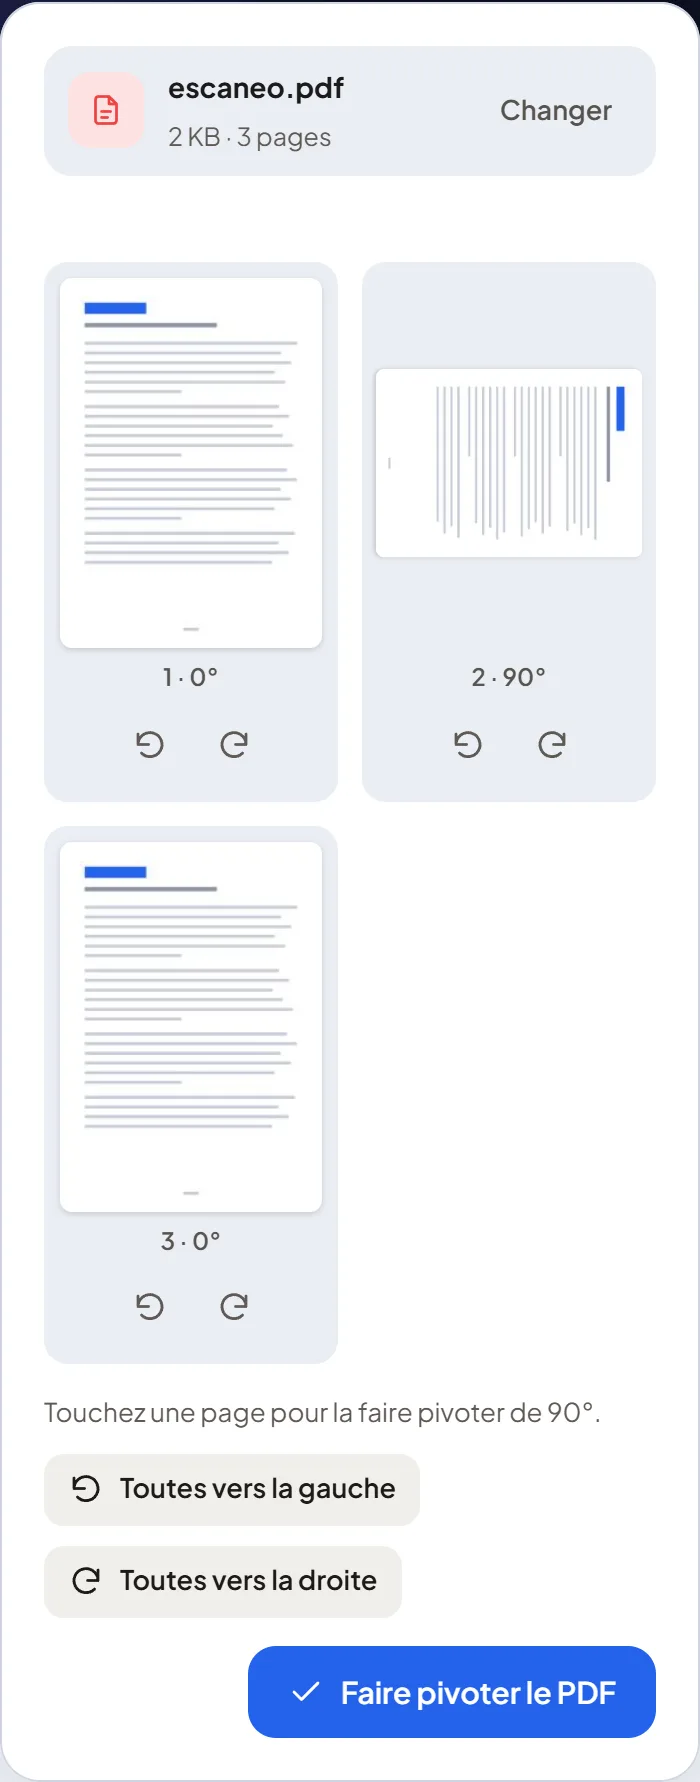 escaneo.pdf
2 KB · 3 pages
Changer
1 · 0°
2 · 90°
3 · 0°
Touchez une page pour la faire pivoter de 90°.
Toutes vers la gauche
Toutes vers la droite
Faire pivoter le PDF